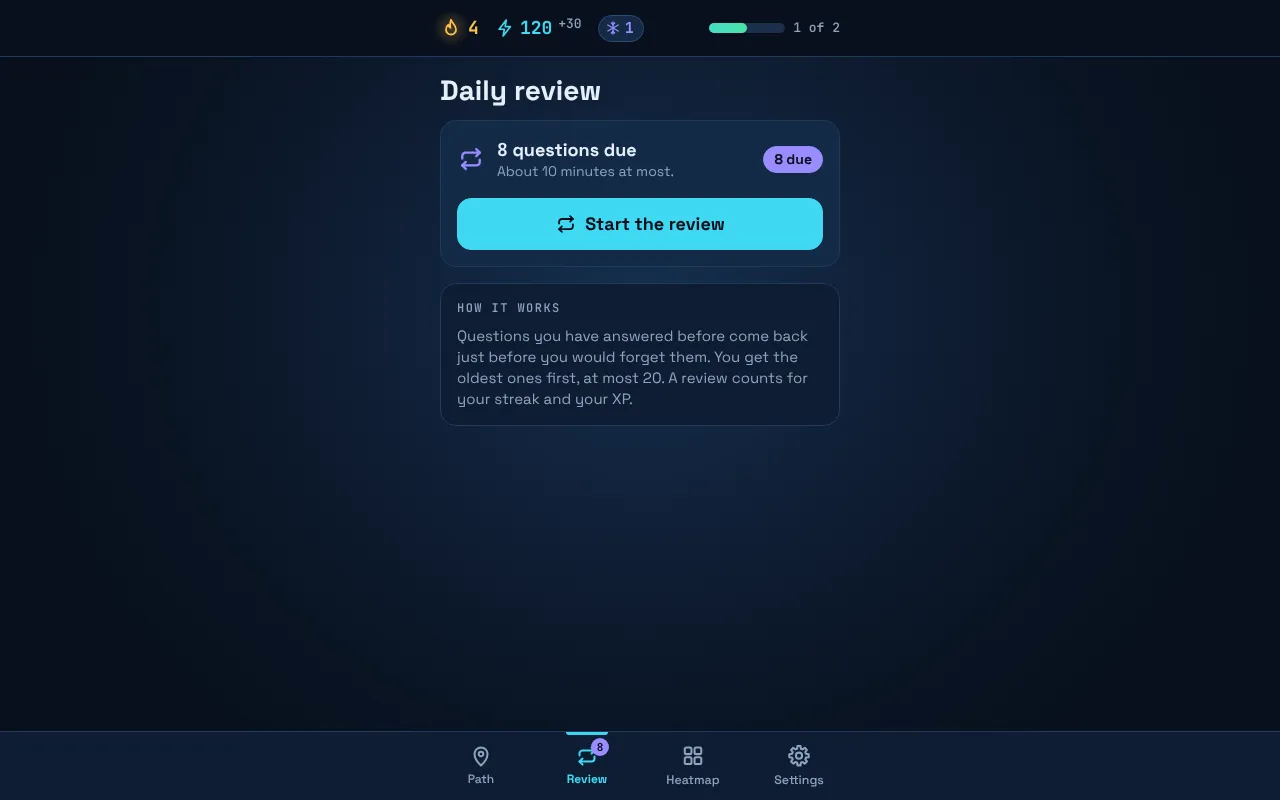 4 120 +30 1 1 of 2
Daily review
8 questions due
About 10 minutes at most.
8 due
Start the review
HOW IT WORKS
Questions you have answered before come back
just before you would forget them. You get the
oldest ones first, at most 20. A review counts for
your streak and your XP.
8
Path Review Heatmap Settings